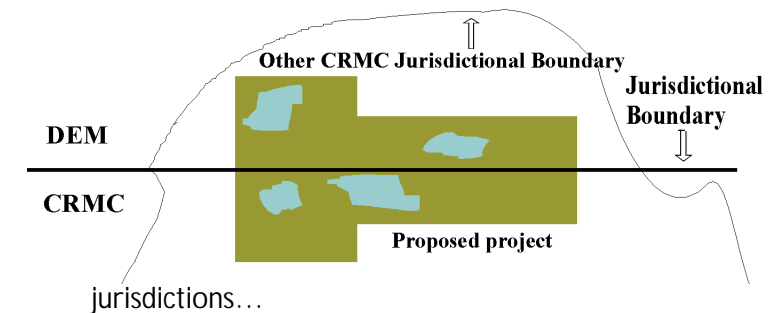 Other CRMC Jurisdictional Boundary
Jurisdictional
Boundary
DEM
CRMC
Proposed project
jurisdictions…